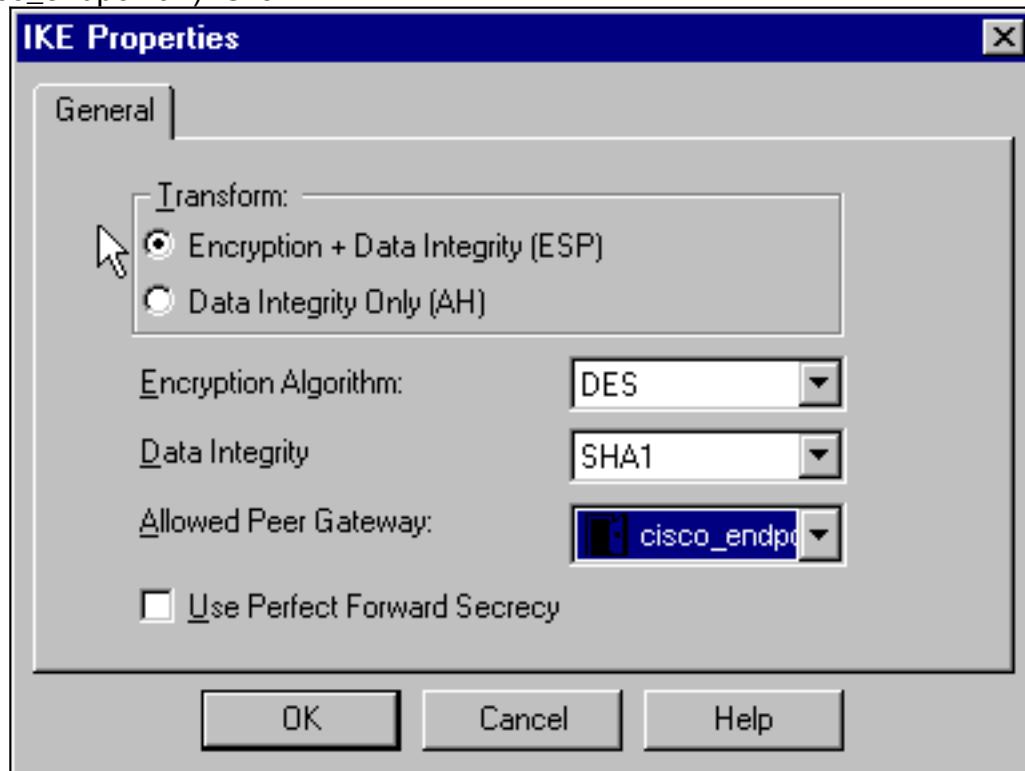 IKE Properties
General
Transform:
Encryption + Data Integrity (ESP)
Data Integrity Only (AH)
Encryption Algorithm:
DES
Data Integrity
SHA1
Allowed Peer Gateway:
cisco_endpo
Use Perfect Forward Secrecy
OK
Cancel
Help